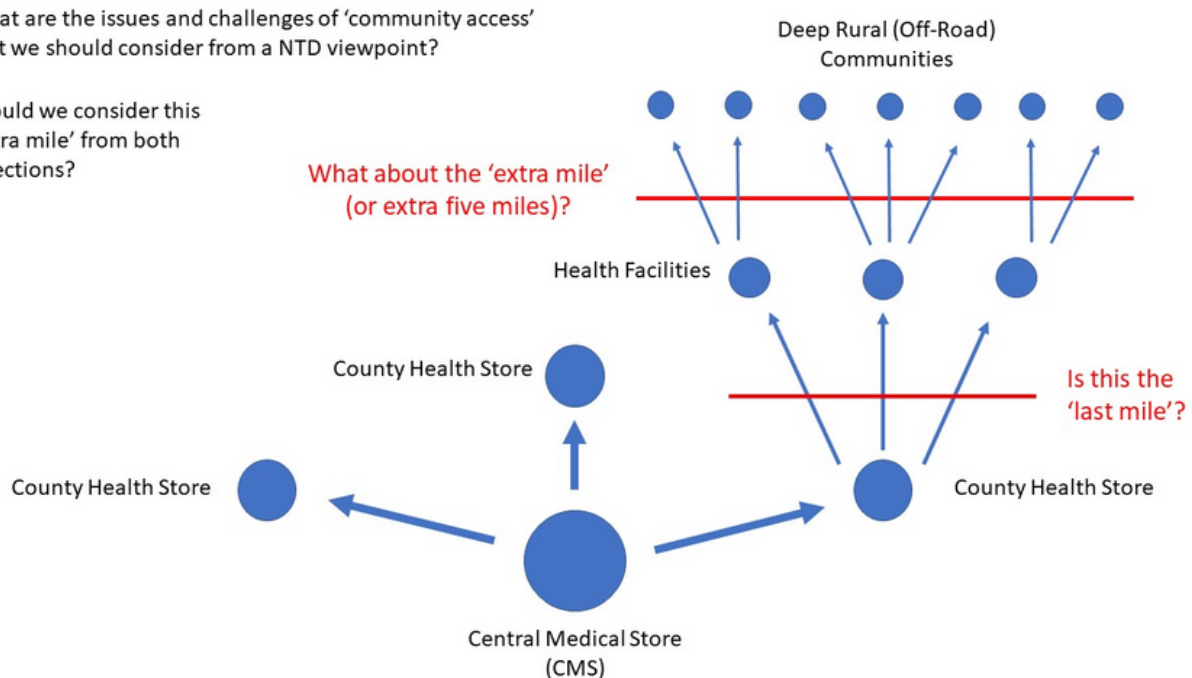 at are the issues and challenges of ‘community access’
t we should consider from a NTD viewpoint?
ould we consider this
tra mile’ from both
ections?
Deep Rural (Off-Road)
Communities
What about the ‘extra mile’
(or extra five miles)?
Health Facilities
County Health Store
Is this the
‘last mile’?
County Health Store
County Health Store
Central Medical Store
(CMS)